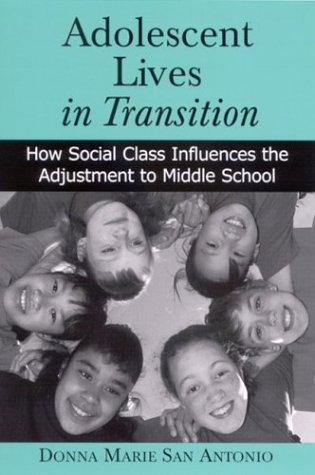 Adolescent
Lives
in Transition
How Social Class Influences the
Adjustment to Middle School
DONNA MARIE SAN ANTONIO